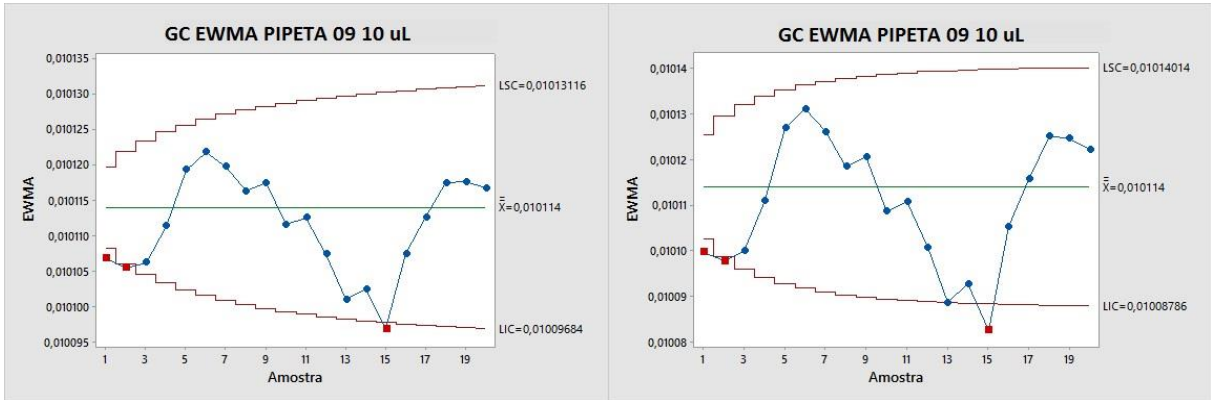 GC EWMA PIPETA 09 10 uL
0,010135
0,010130
0,010125
0,010120
0,010115
0,010110
0,010105
0,010100
0,010095
EWMA
LSC=0,01013116
X̿=0,010114
LIC=0,01009684
1 3 5 7 9 11 13 15 17 19
Amostra
GC EWMA PIPETA 09 10 uL
0,01014
0,01013
0,01012
0,01011
0,01010
0,01009
0,01008
EWMA
LSC=0,01014014
X̿=0,010114
LIC=0,01008786
1 3 5 7 9 11 13 15 17 19
Amostra